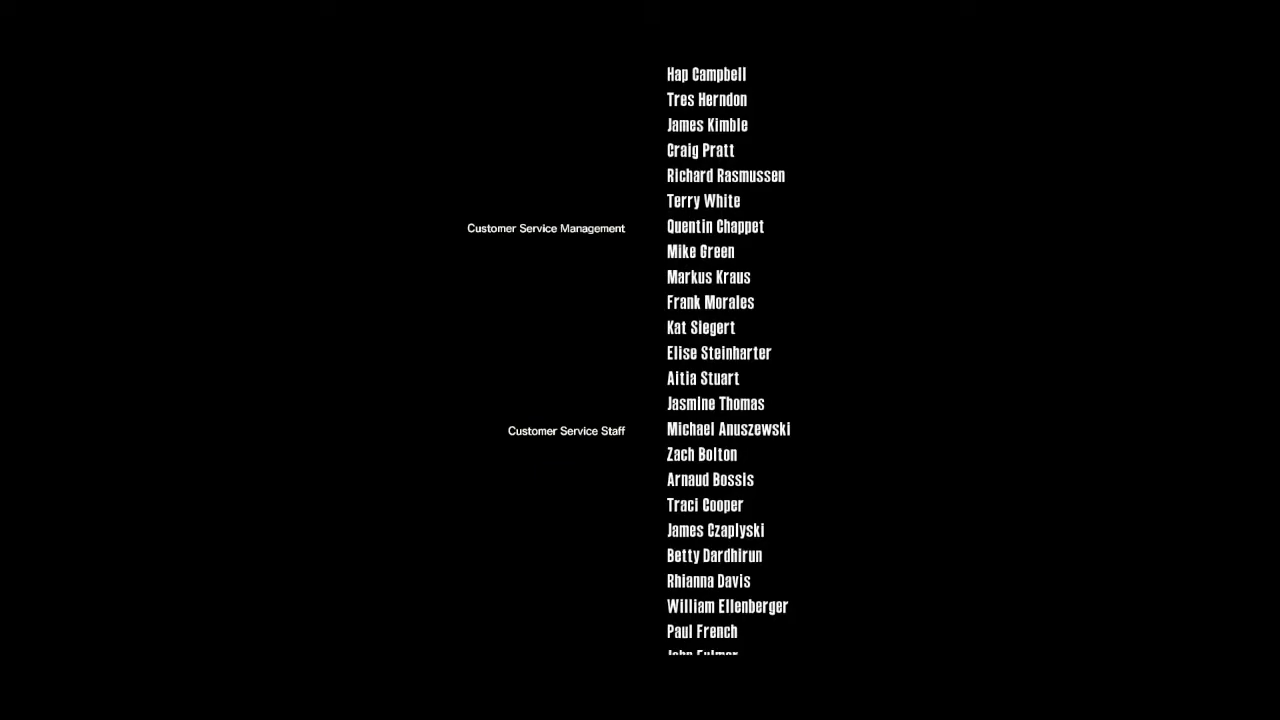 Hap Campbell
Tres Herndon
James Kimble
Craig Pratt
Richard Rasmussen
Terry White
Customer Service Management Quentin Chappet
Mike Green
Markus Kraus
Frank Morales
Kat Siegert
Elise Steinharter
Aitia Stuart
Jasmine Thomas
Customer Service Staff Michael Anuszewski
Zach Bolton
Arnaud Bossis
Traci Cooper
James Czaplyski
Betty Dardhirun
Rhianna Davis
William Ellenberger
Paul French
John Fulmer